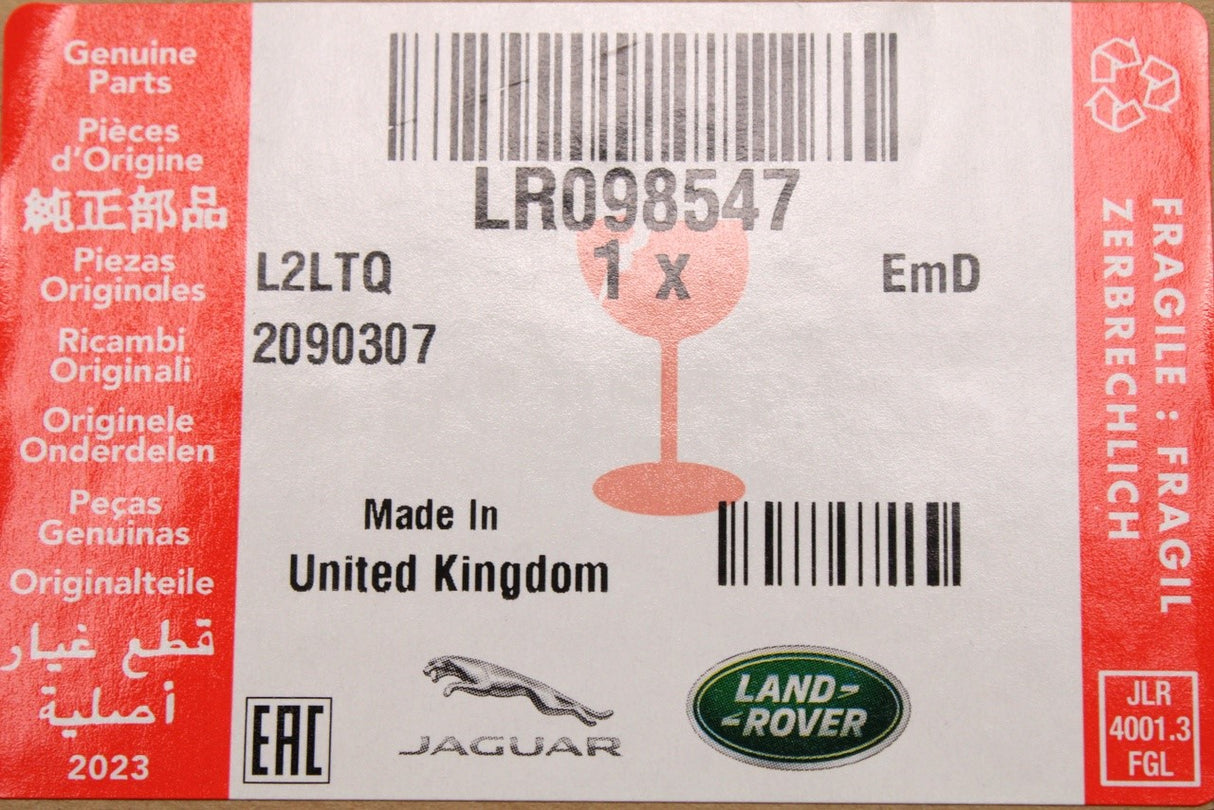 Genuine
Parts
Pièces
d'Origine
純正部品
Piezas
Originales
Ricambi
Originali
Originele
Onderdelen
Peças
Genuinas
Originalteile
قطع غيار
أصلية
2023
LR098547
L2LTQ 1 x EmD
2090307
Made In
United Kingdom
EAC
JAGUAR
LAND-
-ROVER
FRAGILE : FRAGIL
ZERBRECHLICH
JLR
4001.3
FGL